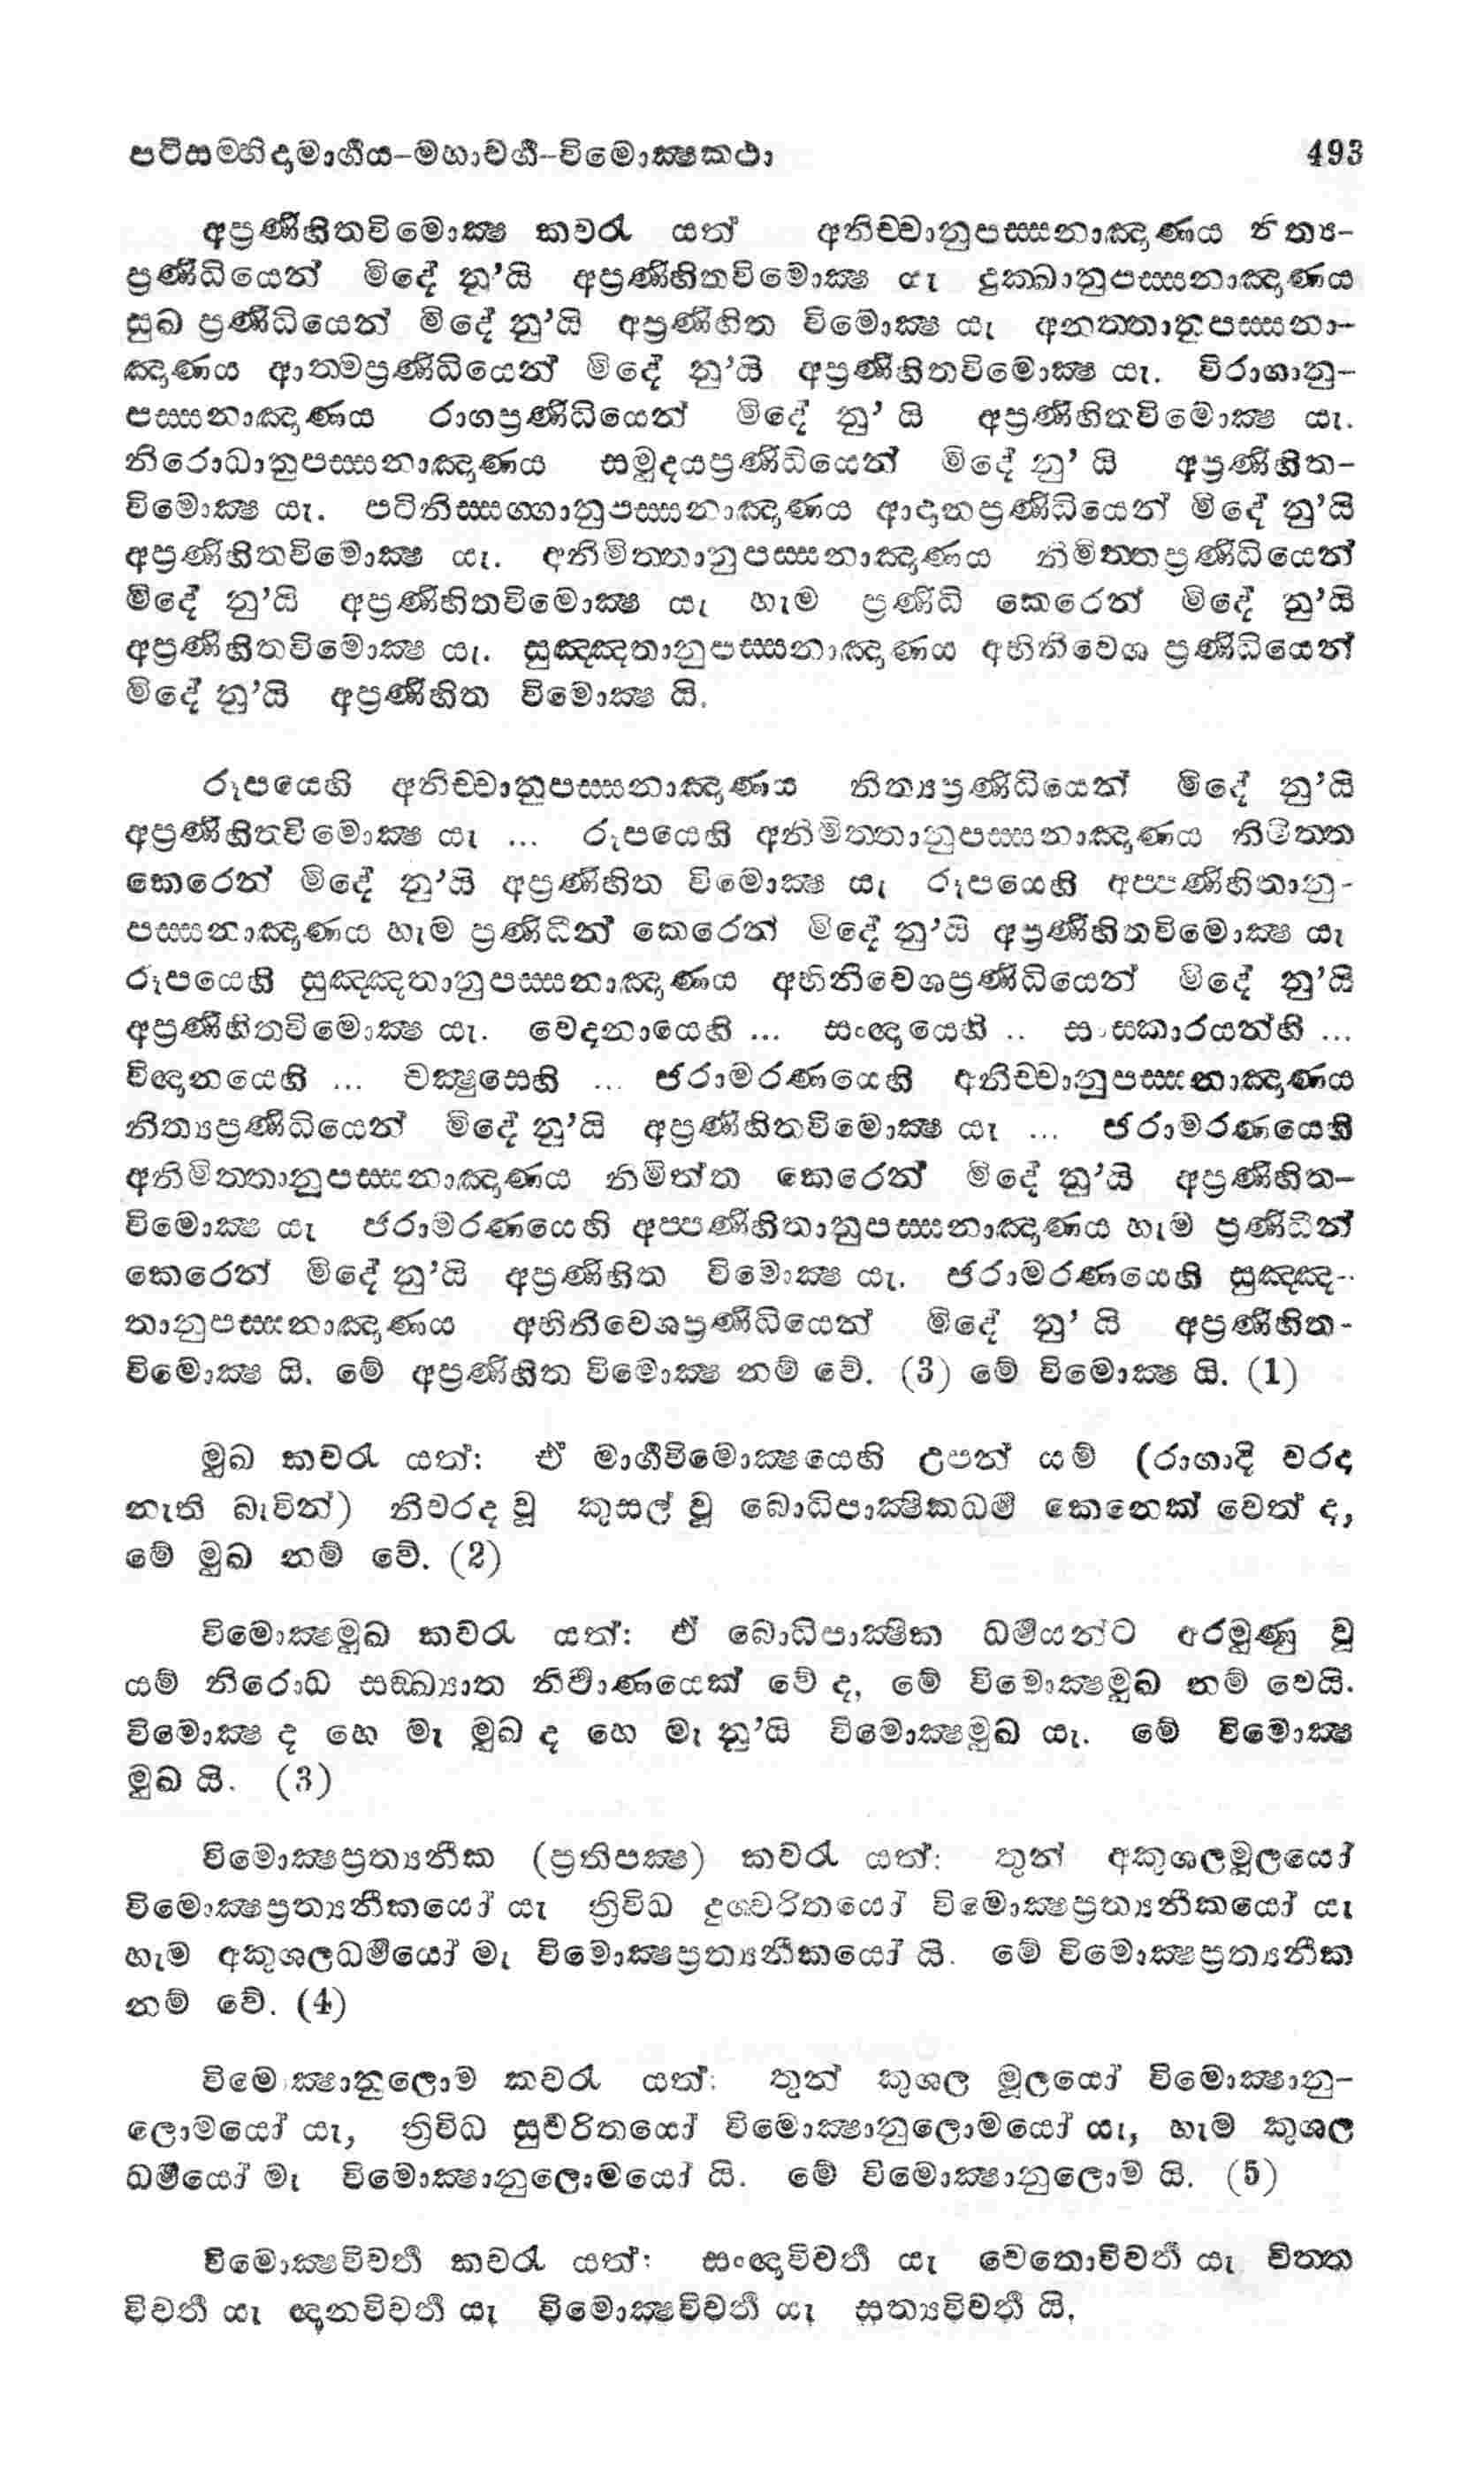 පටිසම්භිදාමාර්ගය–මහාවර්ග–විමොක්ෂකථා 493
අප්‍රණිහිතවිමොක්ෂ කවරැ යත් අනිච්චානුපස්සනාඤාණය නිත්‍ය-
ප්‍රණිධියෙන් මිදේ නු’යි අප්‍රණිහිතවිමොක්ෂ යැ දුක්ඛානුපස්සනාඤාණය
සුඛ ප්‍රණිධියෙන් මිදේ නු’යි අප්‍රණිහිත විමොක්ෂ යැ අනත්තානුපස්සනා-
ඤාණය ආත්මප්‍රණිධියෙන් මිදේ නු’යි අප්‍රණිහිතවිමොක්ෂ යැ. විරාගානු-
පස්සනාඤාණය රාගප්‍රණිධියෙන් මිදේ නු’ යි අප්‍රණිහිතවිමොක්ෂ යැ.
නිරොධානුපස්සනාඤාණය සමුදයප්‍රණිධියෙන් මිදේ නු’ යි අප්‍රණිහිත-
විමොක්ෂ යැ. පටිනිස්සග්ගානුපස්සනාඤාණය ආදානප්‍රණිධියෙන් මිදේ නු’යි
අප්‍රණිහිතවිමොක්ෂ යැ. අනිමිත්තානුපස්සනාඤාණය නිමිත්තප්‍රණිධියෙන්
මිදේ නු’යි අප්‍රණිහිතවිමොක්ෂ යැ හැම ප්‍රණිධි කෙරෙන් මිදේ නු’යි
අප්‍රණිහිතවිමොක්ෂ යැ. සුඤ්ඤතානුපස්සනාඤාණය අභිනිවෙශ ප්‍රණිධියෙන්
මිදේ නු’යි අප්‍රණිහිත විමොක්ෂ යි.
රූපයෙහි අනිච්චානුපස්සනාඤාණය නිත්‍යප්‍රණිධියෙන් මිදේ නු’යි
අප්‍රණිහිතවිමොක්ෂ යැ ... රූපයෙහි අනිමිත්තානුපස්සනාඤාණය නිමිත්ත
කෙරෙන් මිදේ නු’යි අප්‍රණිහිත විමොක්ෂ යැ රූපයෙහි අප්පණිහිතානු-
පස්සනාඤාණය හැම ප්‍රණිධීන් කෙරෙන් මිදේ නු’යි අප්‍රණිහිතවිමොක්ෂ යැ
රූපයෙහි සුඤ්ඤතානුපස්සනාඤාණය අභිනිවෙශප්‍රණිධියෙන් මිදේ නු’යි
අප්‍රණිහිතවිමොක්ෂ යැ. වෙදනායෙහි ... සංඥායෙහි .. සංස්කාරයන්හි ...
විඥානයෙහි ... චක්ෂුසෙහි ... ජරාමරණයෙහි අනිච්චානුපස්සනාඤාණය
නිත්‍යප්‍රණිධියෙන් මිදේ නු’යි අප්‍රණිහිතවිමොක්ෂ යැ ... ජරාමරණයෙහි
අනිමිත්තානුපස්සනාඤාණය නිමිත්ත කෙරෙන් මිදේ නු’යි අප්‍රණිහිත-
විමොක්ෂ යැ ජරාමරණයෙහි අප්පණිහිතානුපස්සනාඤාණය හැම ප්‍රණිධීන්
කෙරෙන් මිදේ නු’යි අප්‍රණිහිත විමොක්ෂ යැ. ජරාමරණයෙහි සුඤ්ඤ-
තානුපස්සනාඤාණය අභිනිවෙශප්‍රණිධියෙන් මිදේ නු’ යි අප්‍රණිහිත-
විමොක්ෂ යි. මේ අප්‍රණිහිත විමොක්ෂ නම් වේ. (3) මේ විමොක්ෂ යි. (1)
මුඛ කවරැ යත්: ඒ මාර්ගවිමොක්ෂයෙහි උපන් යම් (රාගාදි වරද
නැති බැවින්) නිවරද වූ කුසල් වූ බොධිපාක්ෂිකධර්ම කෙනෙක් වෙත් ද,
මේ මුඛ නම් වේ. (2)
විමොක්ෂමුඛ කවරැ යත්: ඒ බොධිපාක්ෂික ධර්මයන්ට අරමුණු වූ
යම් නිරොධ සඞ්ඛ්‍යාත නිර්වාණයෙක් වේ ද, මේ විමොක්ෂමුඛ නම් වෙයි.
විමොක්ෂ ද හෙ මැ මුඛ ද හෙ මැ නු’යි විමොක්ෂමුඛ යැ. මේ විමොක්ෂ
මුඛ යි. (3)
විමොක්ෂප්‍රත්‍යනීක (ප්‍රතිපක්ෂ) කවරැ යත්: තුන් අකුශලමූලයෝ
විමොක්ෂප්‍රත්‍යනීකයෝ යැ ත්‍රිවිධ දුශ්චරිතයෝ විමොක්ෂප්‍රත්‍යනීකයෝ යැ
හැම අකුශලධර්මයෝ මැ විමොක්ෂප්‍රත්‍යනීකයෝ යි. මේ විමොක්ෂප්‍රත්‍යනීක
නම් වේ. (4)
විමොක්ෂානුලොම කවරැ යත්: තුන් කුශල මූලයෝ විමොක්ෂානු-
ලොමයෝ යැ, ත්‍රිවිධ සුචරිතයෝ විමොක්ෂානුලොමයෝ යැ, හැම කුශල
ධර්මයෝ මැ විමොක්ෂානුලොමයෝ යි. මේ විමොක්ෂානුලොම යි. (5)
විමොක්ෂවිවර්ත කවරැ යත්: සංඥාවිවර්ත යැ චෙතොවිවර්ත යැ චිත්ත
විවර්ත යැ ඥානවිවර්ත යැ විමොක්ෂවිවර්ත යැ සත්‍යවිවර්ත යි.